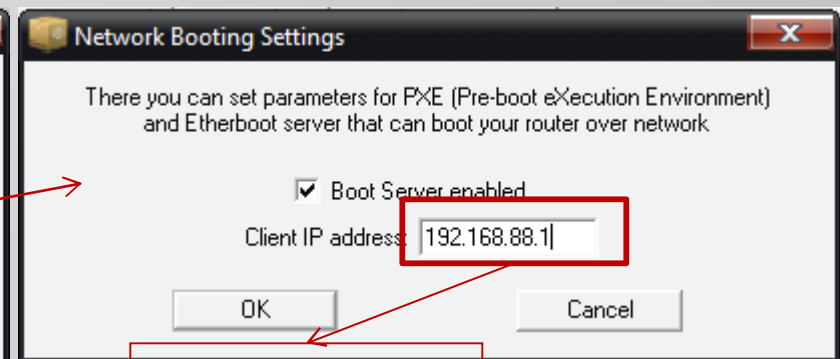 Network Booting Settings
There you can set parameters for PXE (Pre-boot eXecution Environment)
and Etherboot server that can boot your router over network
Boot Server enabled
Client IP address: 192.168.88.1
OK
Cancel